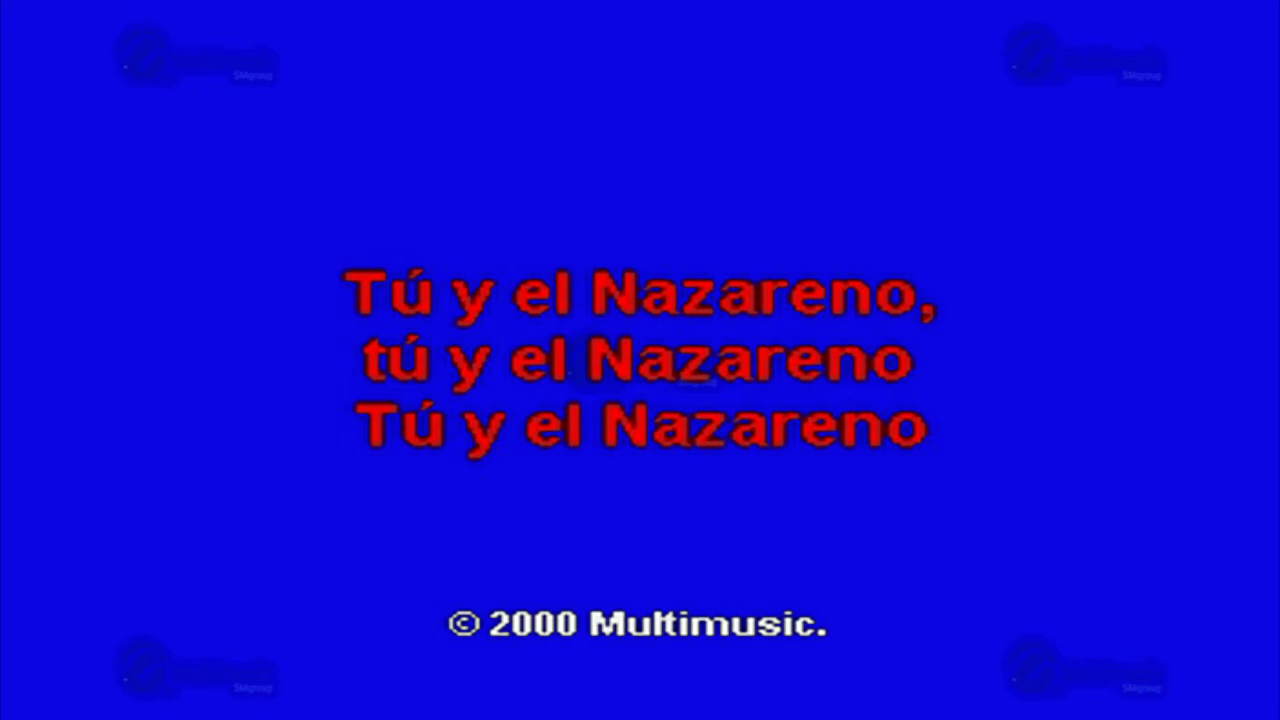 Tú y el Nazareno,
tú y el Nazareno
Tú y el Nazareno
© 2000 Multimusic.